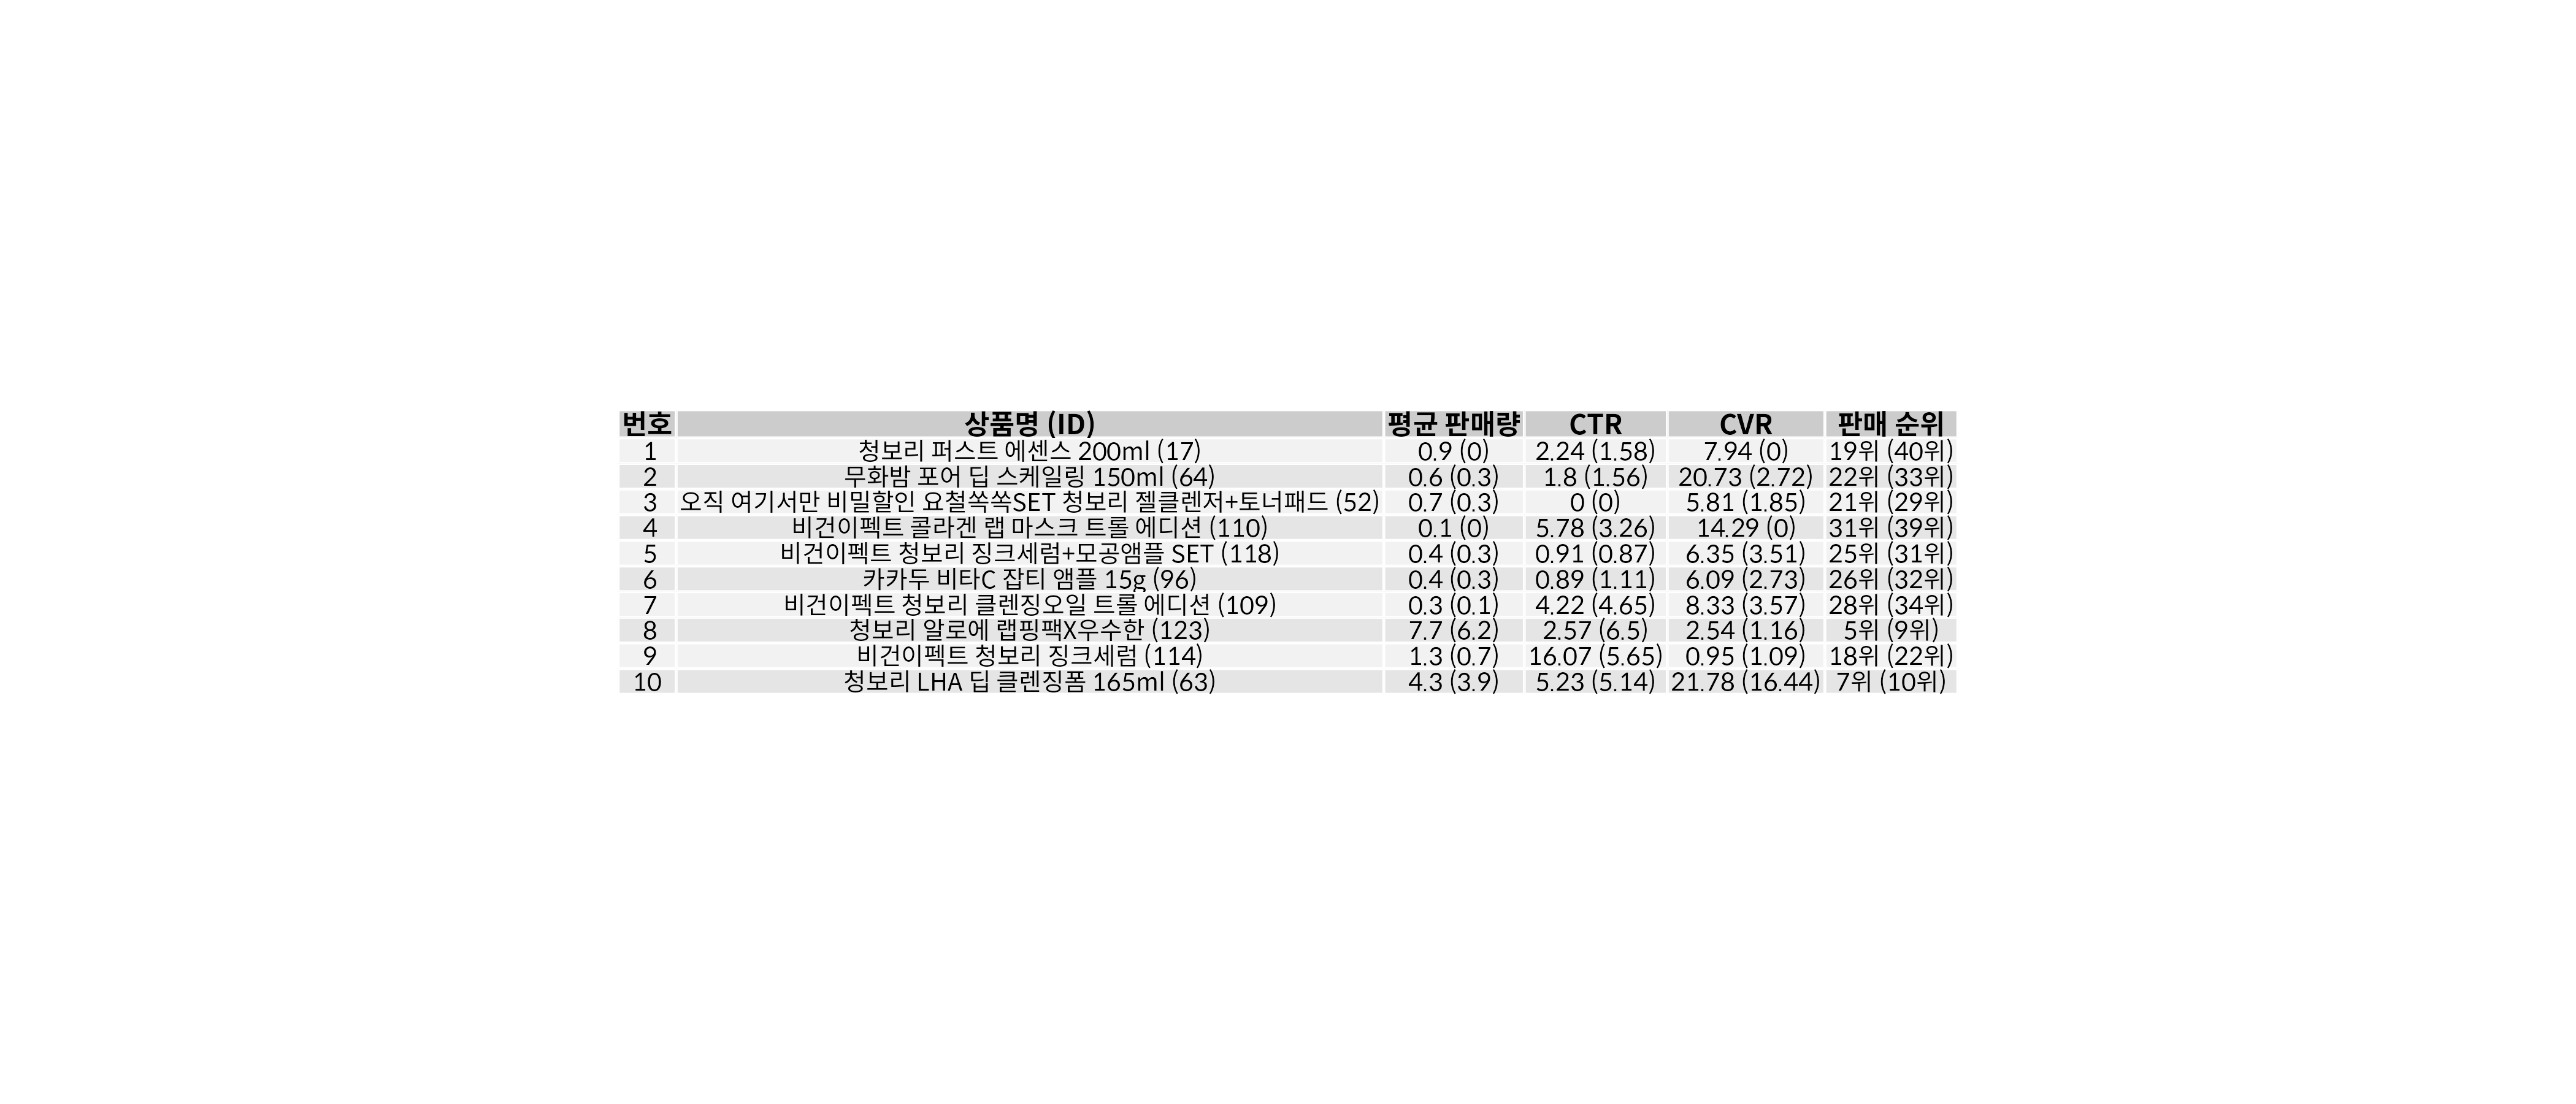 번호 상품명 (ID) 평균 판매량 CTR CVR 판매 순위
1 청보리 퍼스트 에센스 200ml (17) 0.9 (0) 2.24 (1.58) 7.94 (0) 19위 (40위)
2 무화밤 포어 딥 스케일링 150ml (64) 0.6 (0.3) 1.8 (1.56) 20.73 (2.72) 22위 (33위)
3 오직 여기서만 비밀할인 요철쏙쏙SET 청보리 젤클렌저+토너패드 (52) 0.7 (0.3) 0 (0) 5.81 (1.85) 21위 (29위)
4 비건이펙트 콜라겐 랩 마스크 트롤 에디션 (110) 0.1 (0) 5.78 (3.26) 14.29 (0) 31위 (39위)
5 비건이펙트 청보리 징크세럼+모공앰플 SET (118) 0.4 (0.3) 0.91 (0.87) 6.35 (3.51) 25위 (31위)
6 카카두 비타C 잡티 앰플 15g (96) 0.4 (0.3) 0.89 (1.11) 6.09 (2.73) 26위 (32위)
7 비건이펙트 청보리 클렌징오일 트롤 에디션 (109) 0.3 (0.1) 4.22 (4.65) 8.33 (3.57) 28위 (34위)
8 청보리 알로에 랩핑팩X우수한 (123) 7.7 (6.2) 2.57 (6.5) 2.54 (1.16) 5위 (9위)
9 비건이펙트 청보리 징크세럼 (114) 1.3 (0.7) 16.07 (5.65) 0.95 (1.09) 18위 (22위)
10 청보리 LHA 딥 클렌징폼 165ml (63) 4.3 (3.9) 5.23 (5.14) 21.78 (16.44) 7위 (10위)